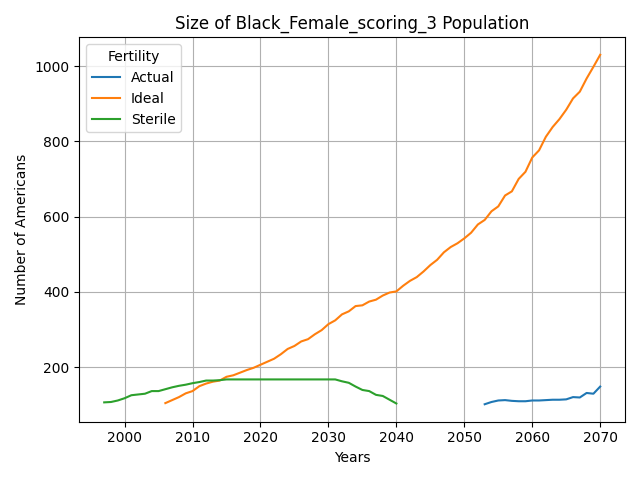 Size of Black_Female_scoring_3 Population
Fertility
Actual
Ideal
Sterile
Number of Americans
1000
800
600
400
200
2000 2010 2020 2030 2040 2050 2060 2070
Years